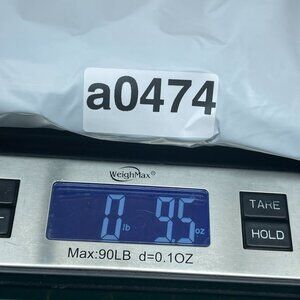 a0474
WeighMax®
0 lb 9.5 oz
TARE
HOLD
Max:90LB d=0.1OZ